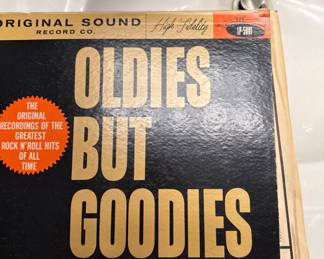 ORIGINAL SOUND
RECORD CO.
High Fidelity
LP-5001
OLDIES
BUT
GOODIES
THE
ORIGINAL
RECORDINGS OF THE
GREATEST
ROCK N' ROLL HITS
OF ALL
TIME